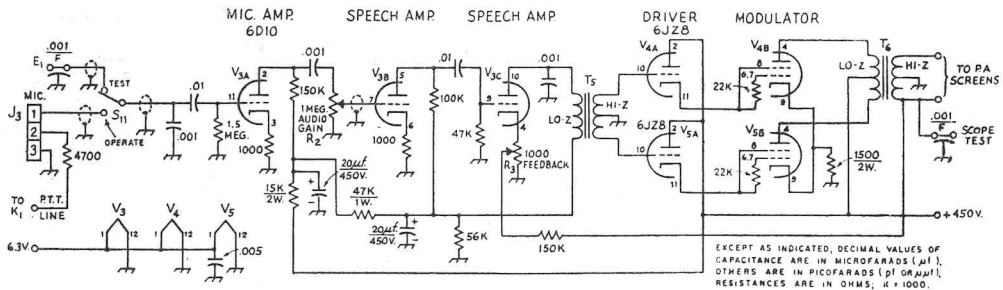 MIC. AMP.
6D10
SPEECH AMP.
SPEECH AMP.
DRIVER
6JZ8
MODULATOR
E1
.001
F
TEST
J3
MIC.
1
2
3
S11
OPERATE
4700
TO
K1
P.T.T.
LINE
.001
.01
1.5
MEG.
V3A
2
11
3
1000
150K
.001
1 MEG.
AUDIO
GAIN
R2
V3B
5
7
6
1000
100K
.01
V3C
10
9
4
47K
R3
1000
FEEDBACK
.001
T5
LO-Z
HI-Z
V4A
2
10
11
6JZ8
V5A
2
10
11
V4B
4
8
6,7
9
22K
V5B
4
8
6,7
9
22K
T6
LO-Z
HI-Z
TO P.A.
SCREENS
.001
F
SCOPE
TEST
1500
2W.
15K
2W.
20µf
450V.
47K
1W.
20µf
450V.
56K
150K
+450V.
6.3V.
V3
1
12
V4
1
12
V5
1
12
.005
EXCEPT AS INDICATED, DECIMAL VALUES OF
CAPACITANCE ARE IN MICROFARADS (µf),
OTHERS ARE IN PICOFARADS (pf OR µµf),
RESISTANCES ARE IN OHMS; K = 1000.